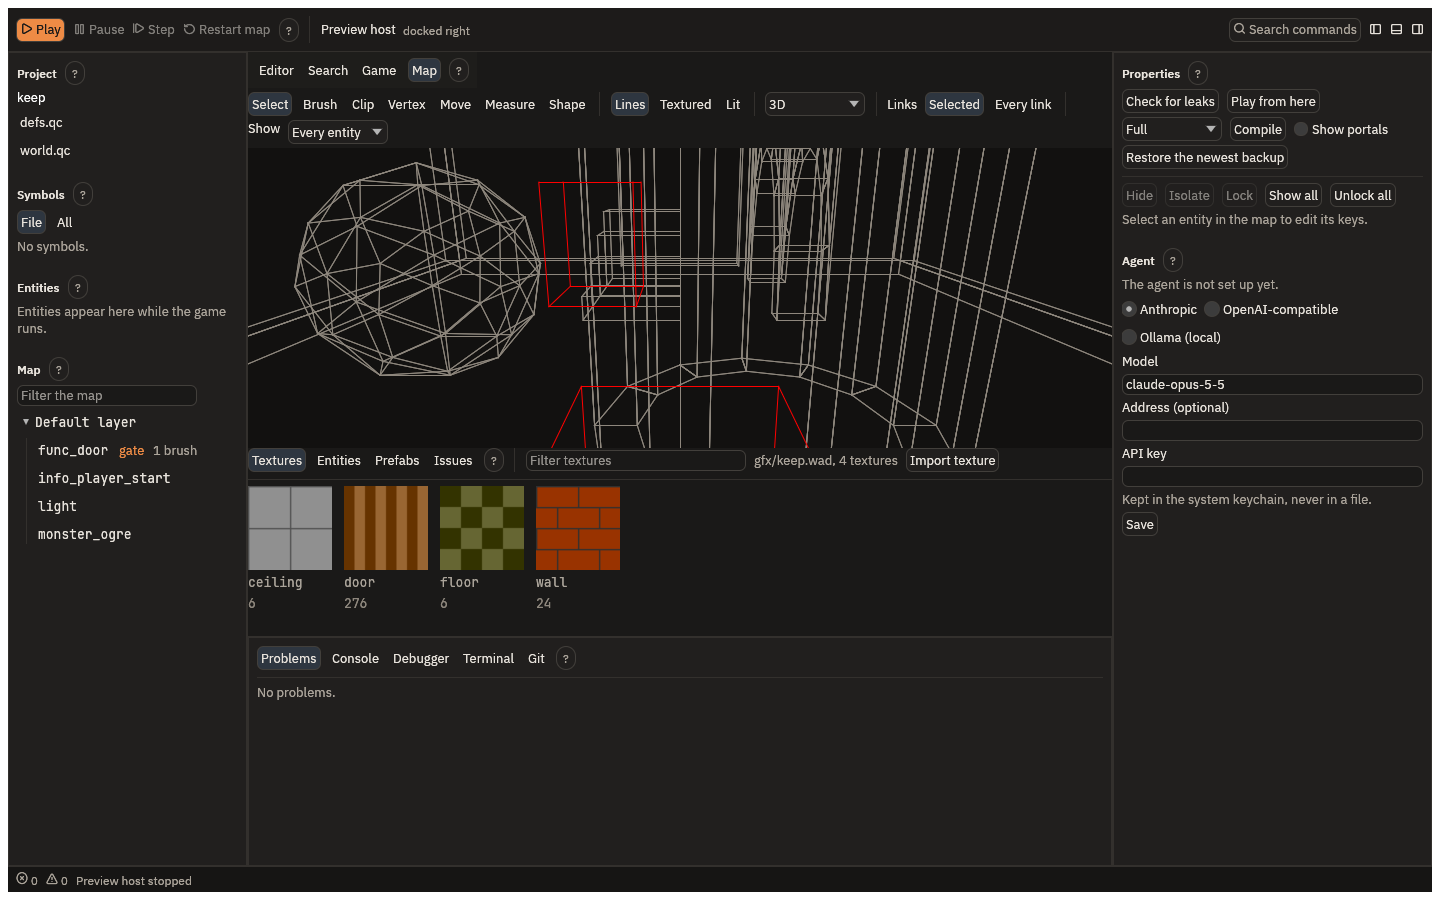 Play Pause Step Restart map ? Preview host docked right Search commands
Project ?
keep
defs.qc
world.qc
Symbols ?
File All
No symbols.
Entities ?
Entities appear here while the game
runs.
Map ?
Filter the map
Default layer
func_door gate 1 brush
info_player_start
light
monster_ogre
Editor Search Game Map ?
Select Brush Clip Vertex Move Measure Shape Lines Textured Lit 3D Links Selected Every link
Show Every entity
Textures Entities Prefabs Issues ? Filter textures gfx/keep.wad, 4 textures Import texture
ceiling door floor wall
6 276 6 24
Problems Console Debugger Terminal Git ?
No problems.
Properties ?
Check for leaks Play from here
Full Compile Show portals
Restore the newest backup
Hide Isolate Lock Show all Unlock all
Select an entity in the map to edit its keys.
Agent ?
The agent is not set up yet.
Anthropic OpenAI-compatible
Ollama (local)
Model
claude-opus-5-5
Address (optional)
API key
Kept in the system keychain, never in a file.
Save
0 0 Preview host stopped